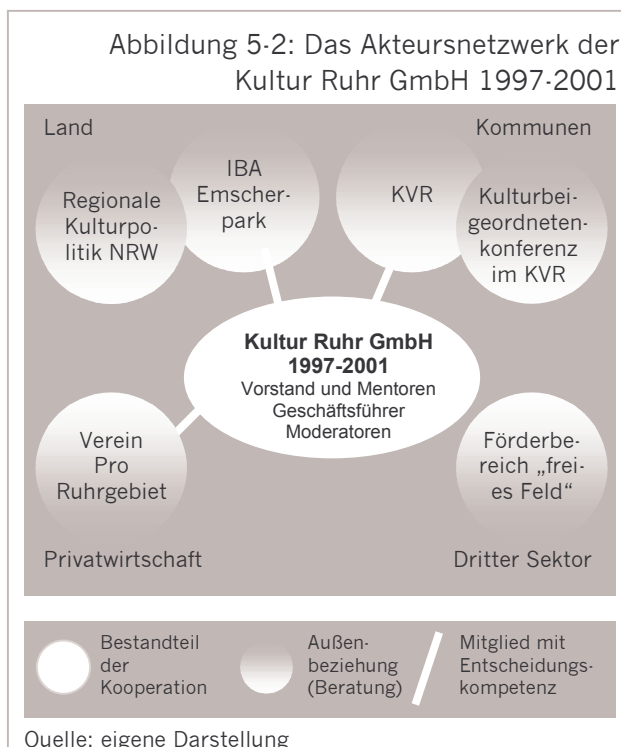 Abbildung 5-2: Das Akteursnetzwerk der
Kultur Ruhr GmbH 1997-2001
Land
Kommunen
Regionale
Kulturpo-
litik NRW
IBA
Emscher-
park
KVR
Kulturbei-
geordneten-
konferenz
im KVR
Kultur Ruhr GmbH
1997-2001
Vorstand und Mentoren
Geschäftsführer
Moderatoren
Verein
Pro
Ruhrgebiet
Förderbe-
reich „frei-
es Feld“
Privatwirtschaft
Dritter Sektor
Bestandteil
der
Kooperation
Außen-
beziehung
(Beratung)
Mitglied mit
Entscheidungs-
kompetenz
Quelle: eigene Darstellung